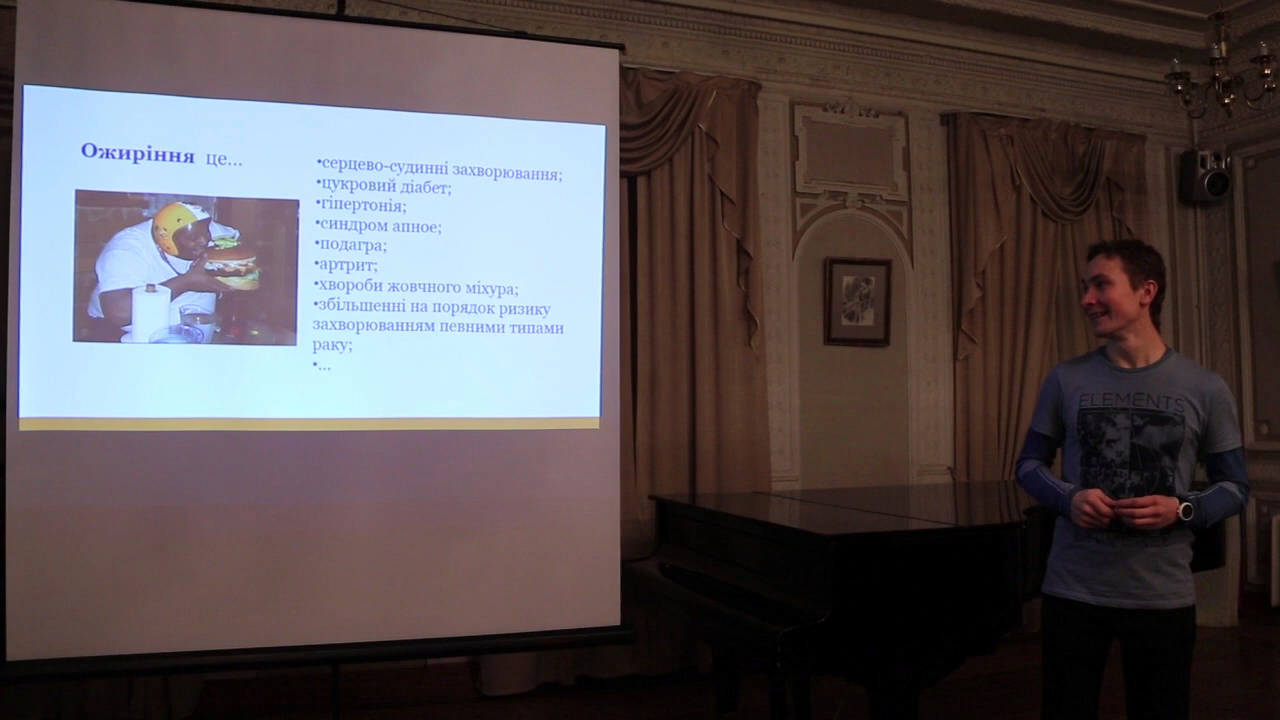 Ожиріння це...
•серцево-судинні захворювання;
•цукровий діабет;
•гіпертонія;
•синдром апное;
•подагра;
•артрит;
•хвороби жовчного міхура;
•збільшенні на порядок ризику
захворюванням певними типами
раку;
•...
ELEMENTS